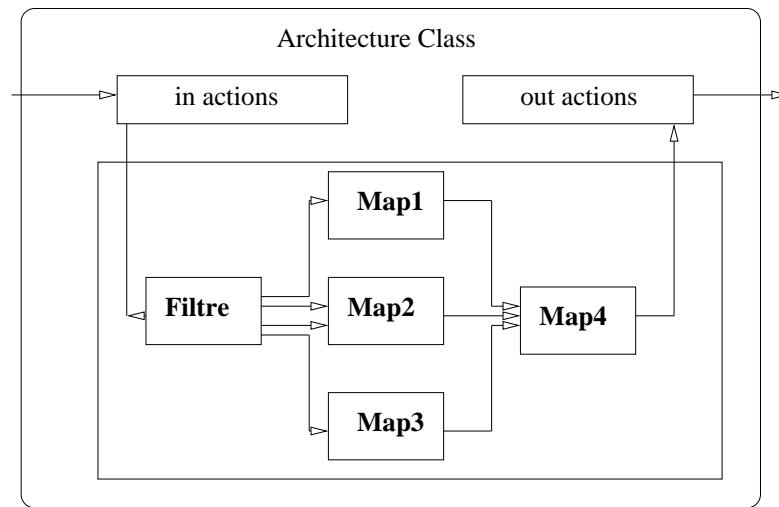 Architecture Class
in actions
out actions
Map1
Filtre
Map2
Map4
Map3